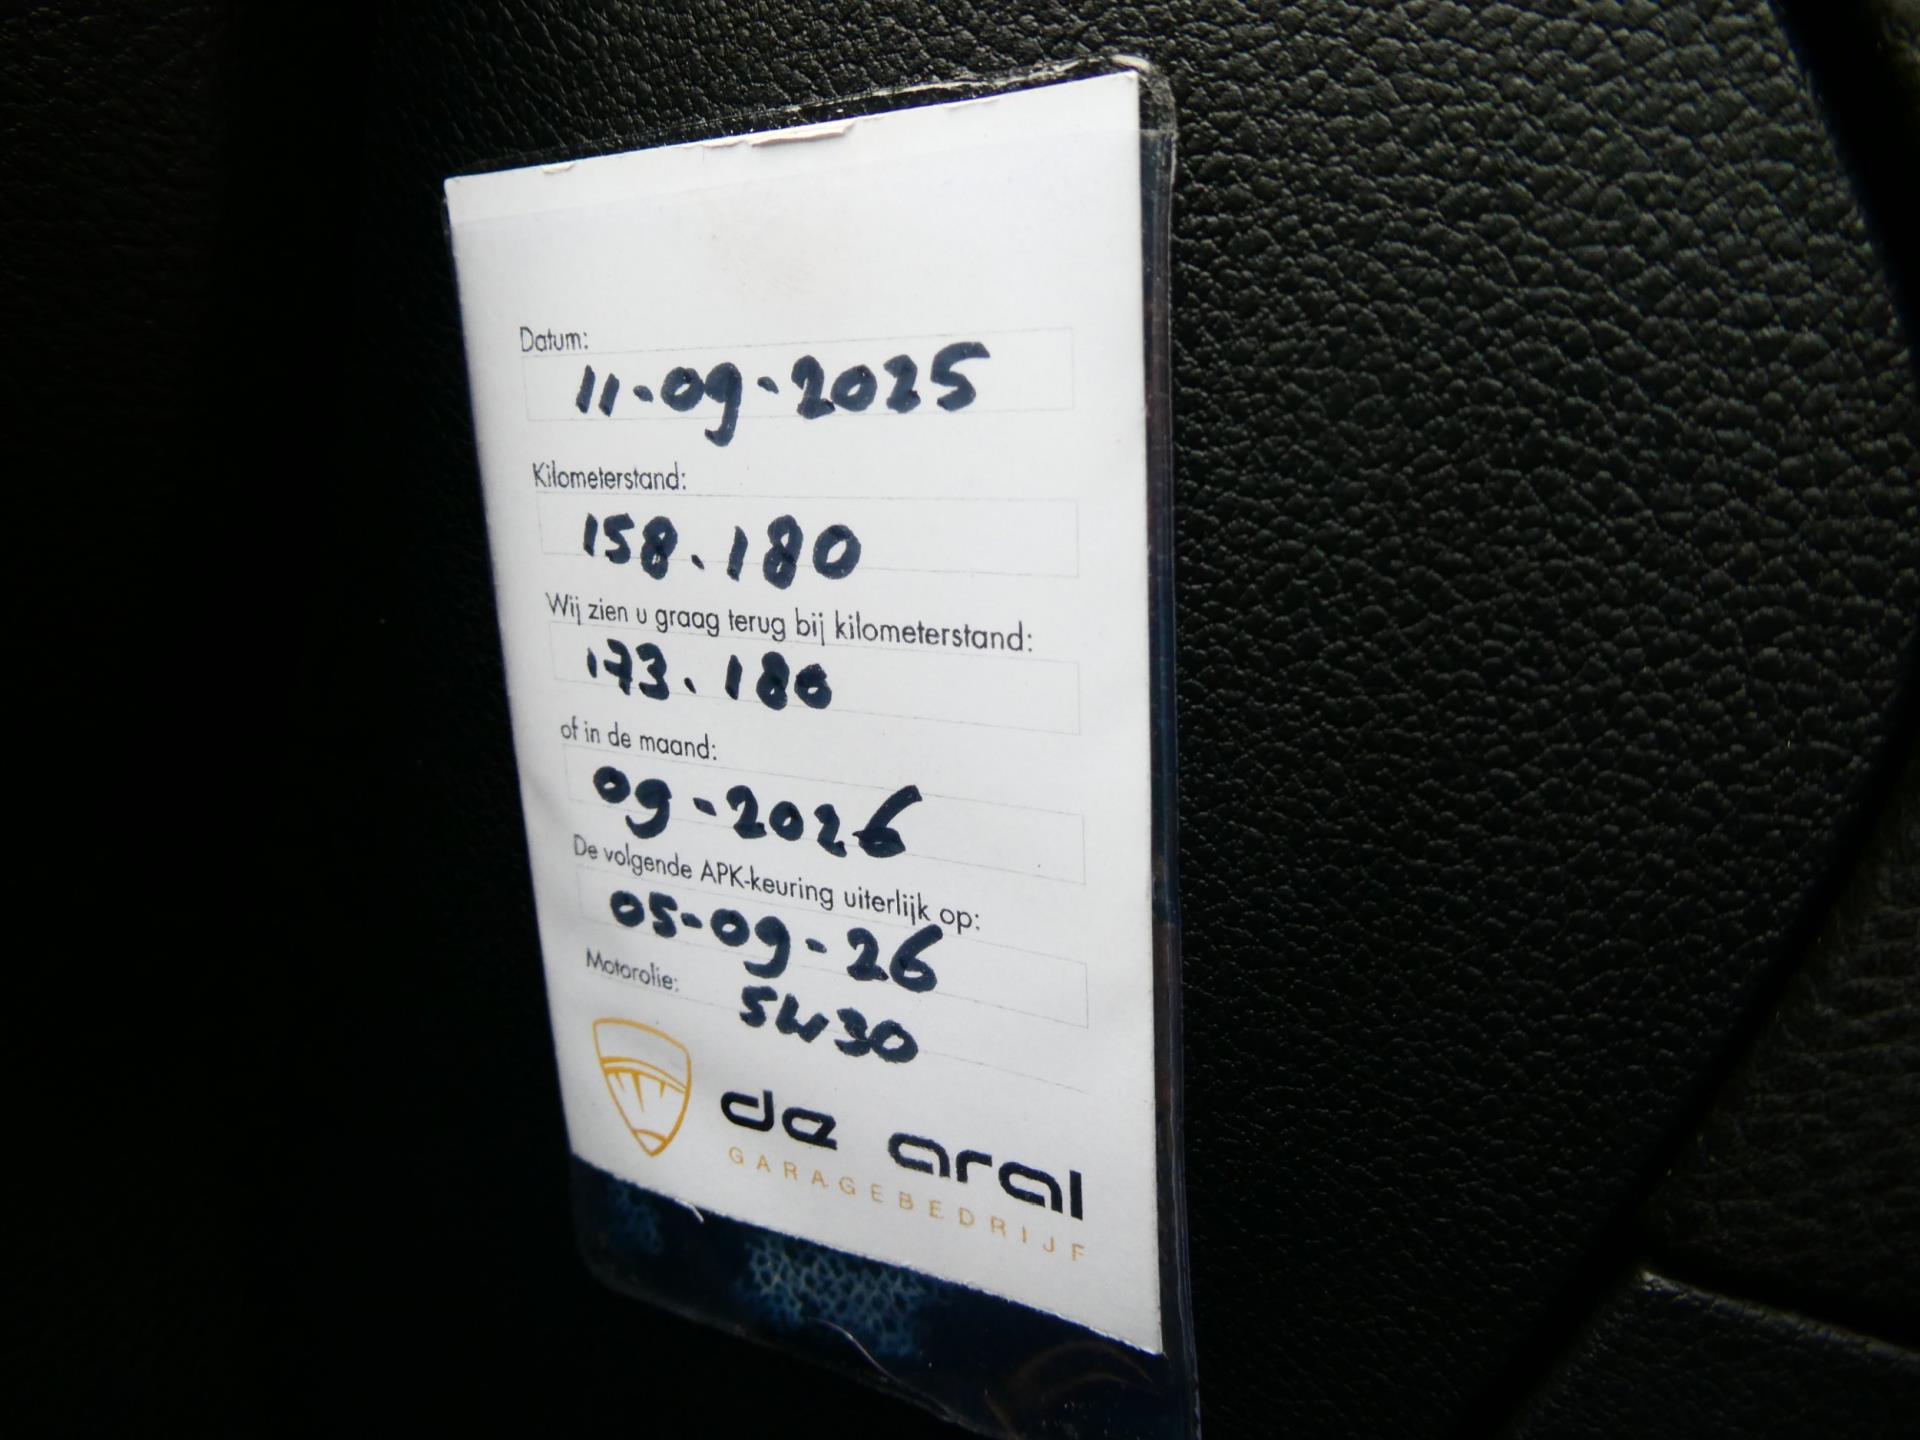 Datum:
11-09-2025
Kilometerstand:
158.180
Wij zien u graag terug bij kilometerstand:
173.180
of in de maand:
09-2026
De volgende APK-keuring uiterlijk op:
05-09-26
Motorolie: 5W30
de aral
GARAGEBEDRIJF